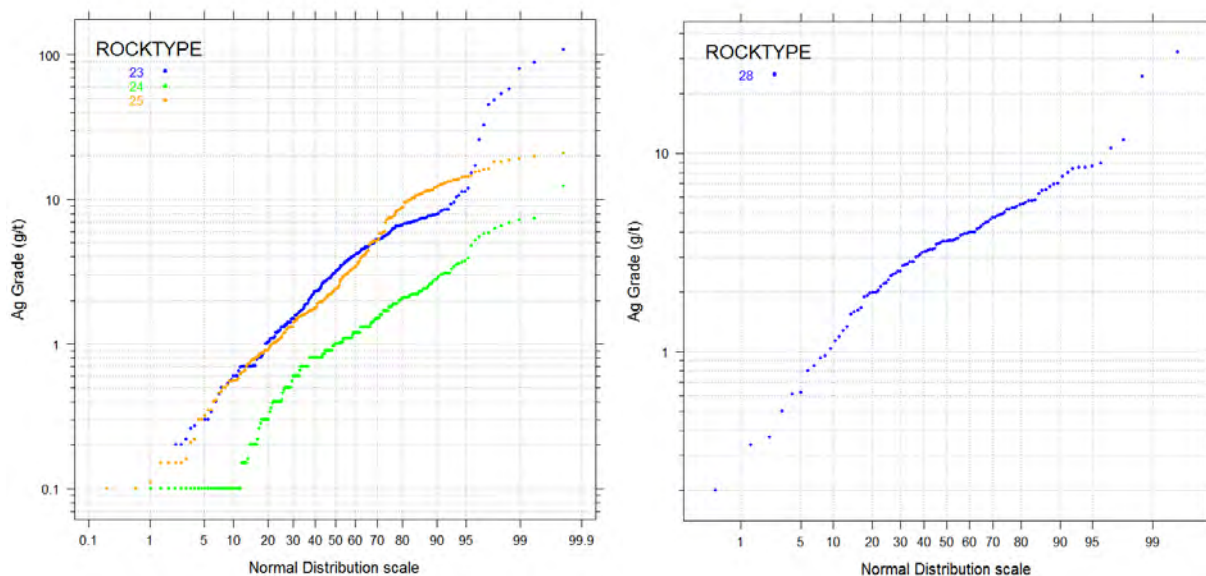 ROCKTYPE
23
24
25
100
10
1
0.1
Ag Grade (g/t)
0.1 1 5 10 20 30 40 50 60 70 80 90 95 99 99.9
Normal Distribution scale
ROCKTYPE
28
10
1
Ag Grade (g/t)
1 5 10 20 30 40 50 60 70 80 90 95 99
Normal Distribution scale